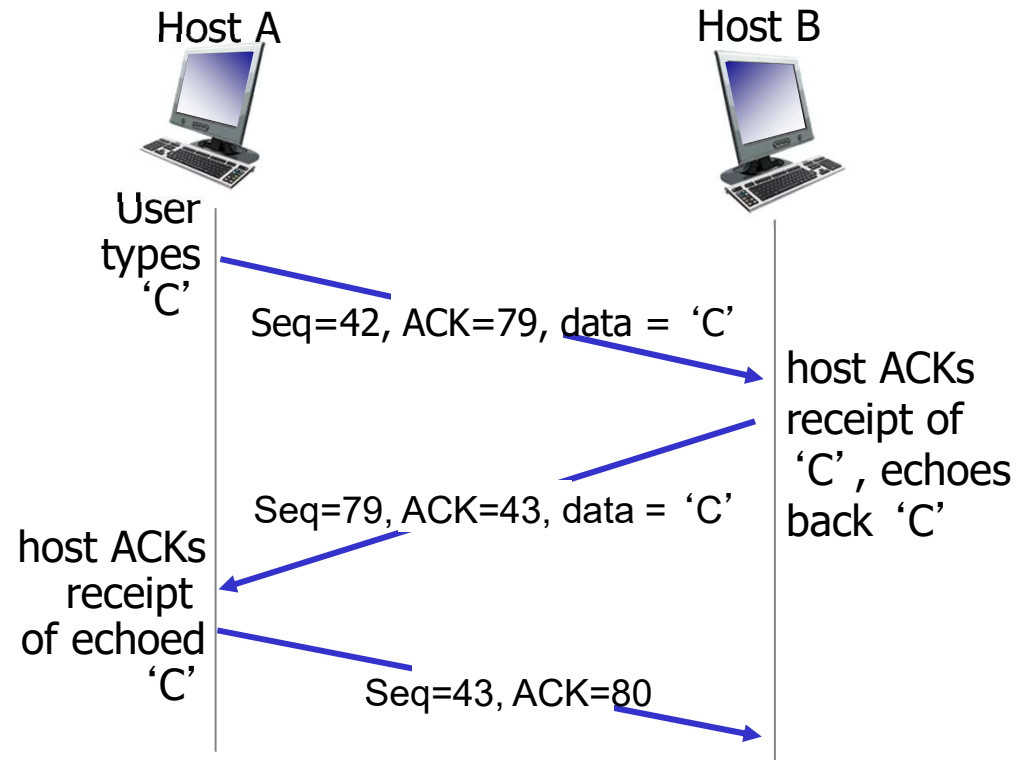 Host A
Host B
User
types
‘C’
Seq=42, ACK=79, data = ‘C’
host ACKs
receipt of
‘C’, echoes
back ‘C’
Seq=79, ACK=43, data = ‘C’
host ACKs
receipt
of echoed
‘C’
Seq=43, ACK=80